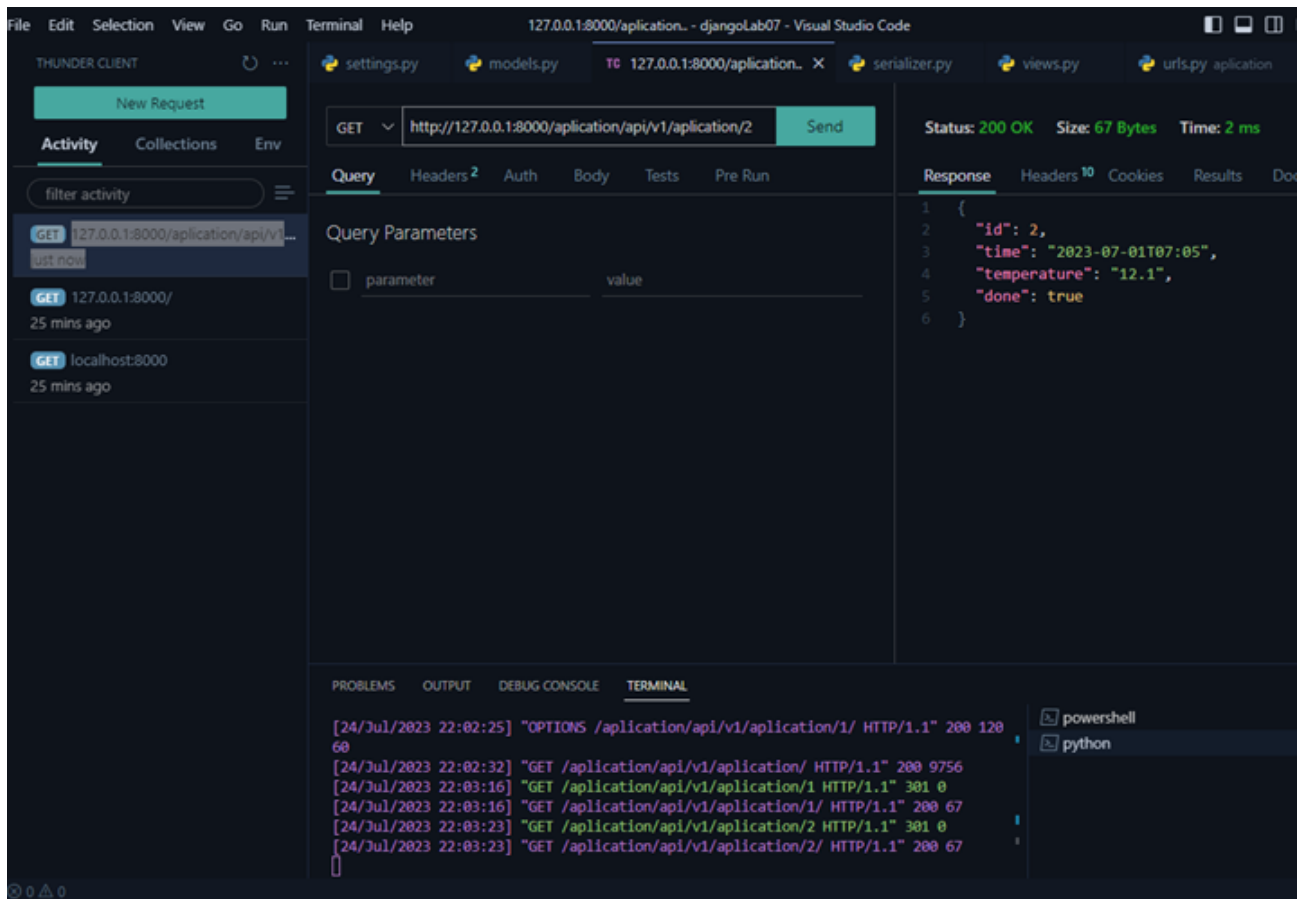 File Edit Selection View Go Run Terminal Help 127.0.0.1:8000/aplication.. - djangoLab07 - Visual Studio Code
THUNDER CLIENT
settings.py models.py TC 127.0.0.1:8000/aplication.. serializer.py views.py urls.py aplication
New Request
Activity Collections Env
filter activity
GET 127.0.0.1:8000/aplication/api/v1...
just now
GET 127.0.0.1:8000/
25 mins ago
GET localhost:8000
25 mins ago
GET http://127.0.0.1:8000/aplication/api/v1/aplication/2 Send
Query Headers 2 Auth Body Tests Pre Run
Query Parameters
parameter value
Status: 200 OK Size: 67 Bytes Time: 2 ms
Response Headers 10 Cookies Results Doc
1 {
2 "id": 2,
3 "time": "2023-07-01T07:05",
4 "temperature": "12.1",
5 "done": true
6 }
PROBLEMS OUTPUT DEBUG CONSOLE TERMINAL
[24/Jul/2023 22:02:25] "OPTIONS /aplication/api/v1/aplication/1/ HTTP/1.1" 200 120
60
[24/Jul/2023 22:02:32] "GET /aplication/api/v1/aplication/ HTTP/1.1" 200 9756
[24/Jul/2023 22:03:16] "GET /aplication/api/v1/aplication/1 HTTP/1.1" 301 0
[24/Jul/2023 22:03:16] "GET /aplication/api/v1/aplication/1/ HTTP/1.1" 200 67
[24/Jul/2023 22:03:23] "GET /aplication/api/v1/aplication/2 HTTP/1.1" 301 0
[24/Jul/2023 22:03:23] "GET /aplication/api/v1/aplication/2/ HTTP/1.1" 200 67
powershell
python
0 0